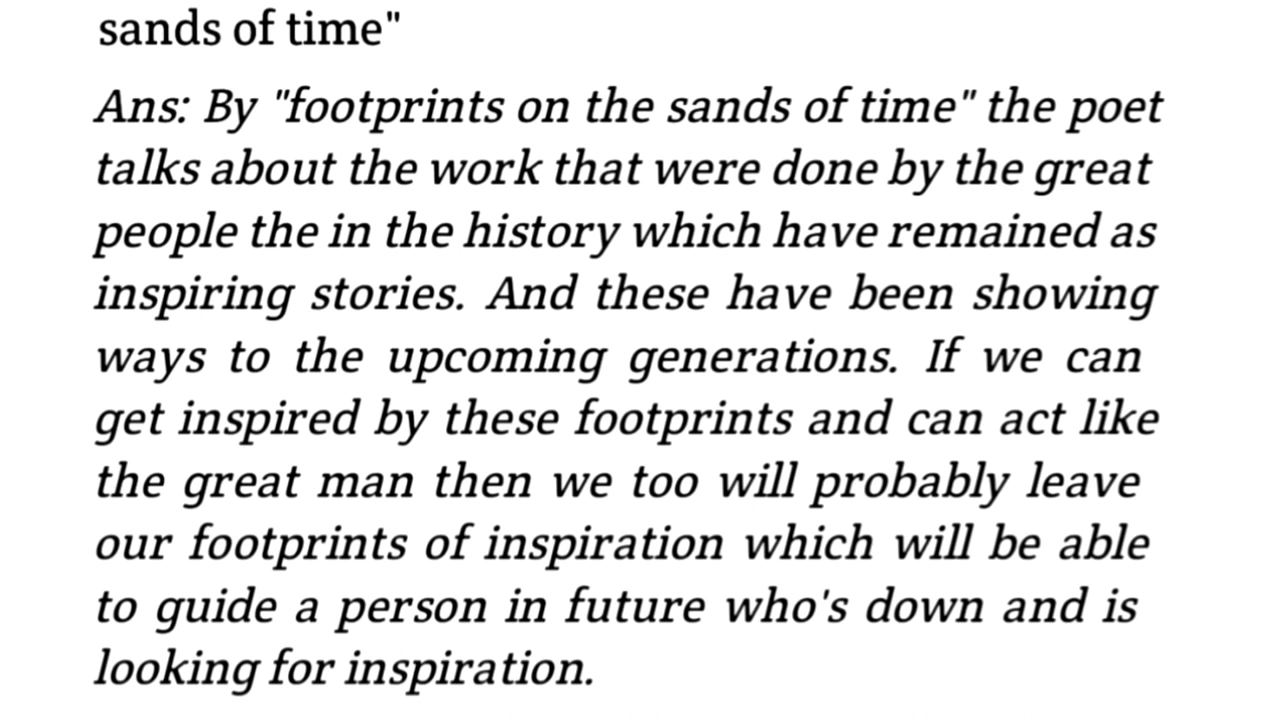 sands of time"
Ans: By "footprints on the sands of time" the poet
talks about the work that were done by the great
people the in the history which have remained as
inspiring stories. And these have been showing
ways to the upcoming generations. If we can
get inspired by these footprints and can act like
the great man then we too will probably leave
our footprints of inspiration which will be able
to guide a person in future who's down and is
looking for inspiration.